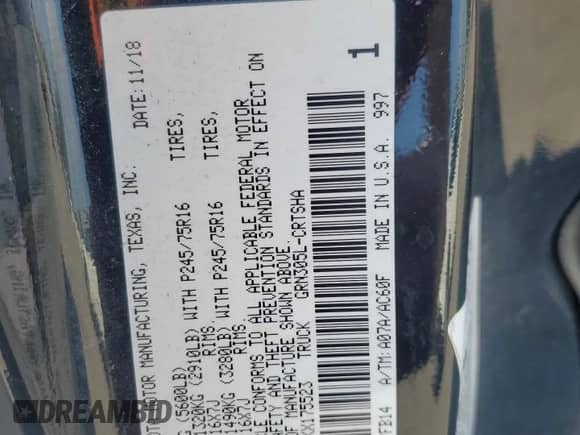 OTOR MANUFACTURING, TEXAS, INC. DATE: 11/18
G (5600LB)
1320KG (2910LB) WITH P245/75R16 TIRES,
16X7J RIMS
1490KG (3280LB) WITH P245/75R16 TIRES,
16X7J RIMS
LE CONFORMS TO ALL APPLICABLE FEDERAL MOTOR
AFETY AND THEFT PREVENTION STANDARDS IN EFFECT ON
OF MANUFACTURE SHOWN ABOVE.
KX175523 TRUCK GRN305L-CRTSHA
FB14 A/TM: A07A/AC60F MADE IN U.S.A. 997
1
DREAMBID